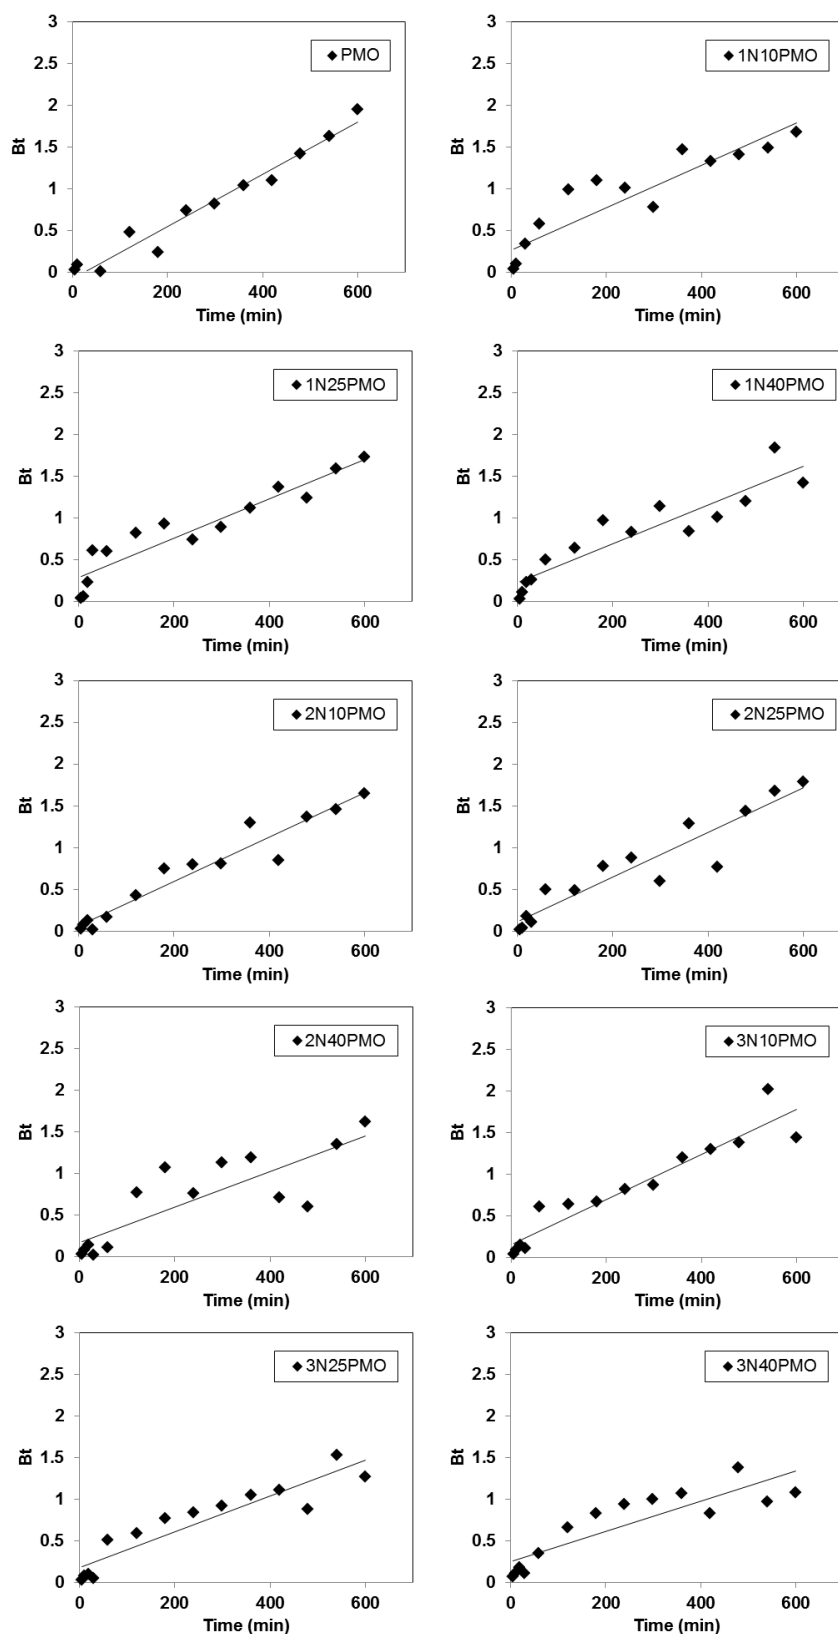 PMO
3
2.5
2
1.5
1
0.5
0
Bt
0 200 400 600
Time (min)
1N10PMO
3
2.5
2
1.5
1
0.5
0
Bt
0 200 400 600
Time (min)
1N25PMO
3
2.5
2
1.5
1
0.5
0
Bt
0 200 400 600
Time (min)
1N40PMO
3
2.5
2
1.5
1
0.5
0
Bt
0 200 400 600
Time (min)
2N10PMO
3
2.5
2
1.5
1
0.5
0
Bt
0 200 400 600
Time (min)
2N25PMO
3
2.5
2
1.5
1
0.5
0
Bt
0 200 400 600
Time (min)
2N40PMO
3
2.5
2
1.5
1
0.5
0
Bt
0 200 400 600
Time (min)
3N10PMO
3
2.5
2
1.5
1
0.5
0
Bt
0 200 400 600
Time (min)
3N25PMO
3
2.5
2
1.5
1
0.5
0
Bt
0 200 400 600
Time (min)
3N40PMO
3
2.5
2
1.5
1
0.5
0
Bt
0 200 400 600
Time (min)